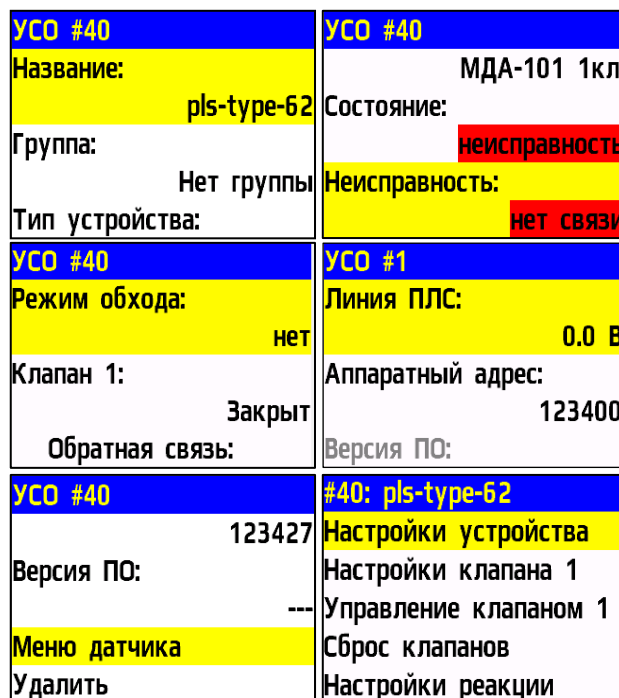 УСО #40
Название:
pls-type-62
Группа:
Нет группы
Тип устройства:
УСО #40
МДА-101 1кл
Состояние:
неисправность
Неисправность:
нет связи
УСО #40
Режим обхода:
нет
Клапан 1:
Закрыт
Обратная связь:
УСО #1
Линия ПЛС:
0.0 В
Аппаратный адрес:
123400
Версия ПО:
УСО #40
123427
Версия ПО:
---
Меню датчика
Удалить
#40: pls-type-62
Настройки устройства
Настройки клапана 1
Управление клапаном 1
Сброс клапанов
Настройки реакции